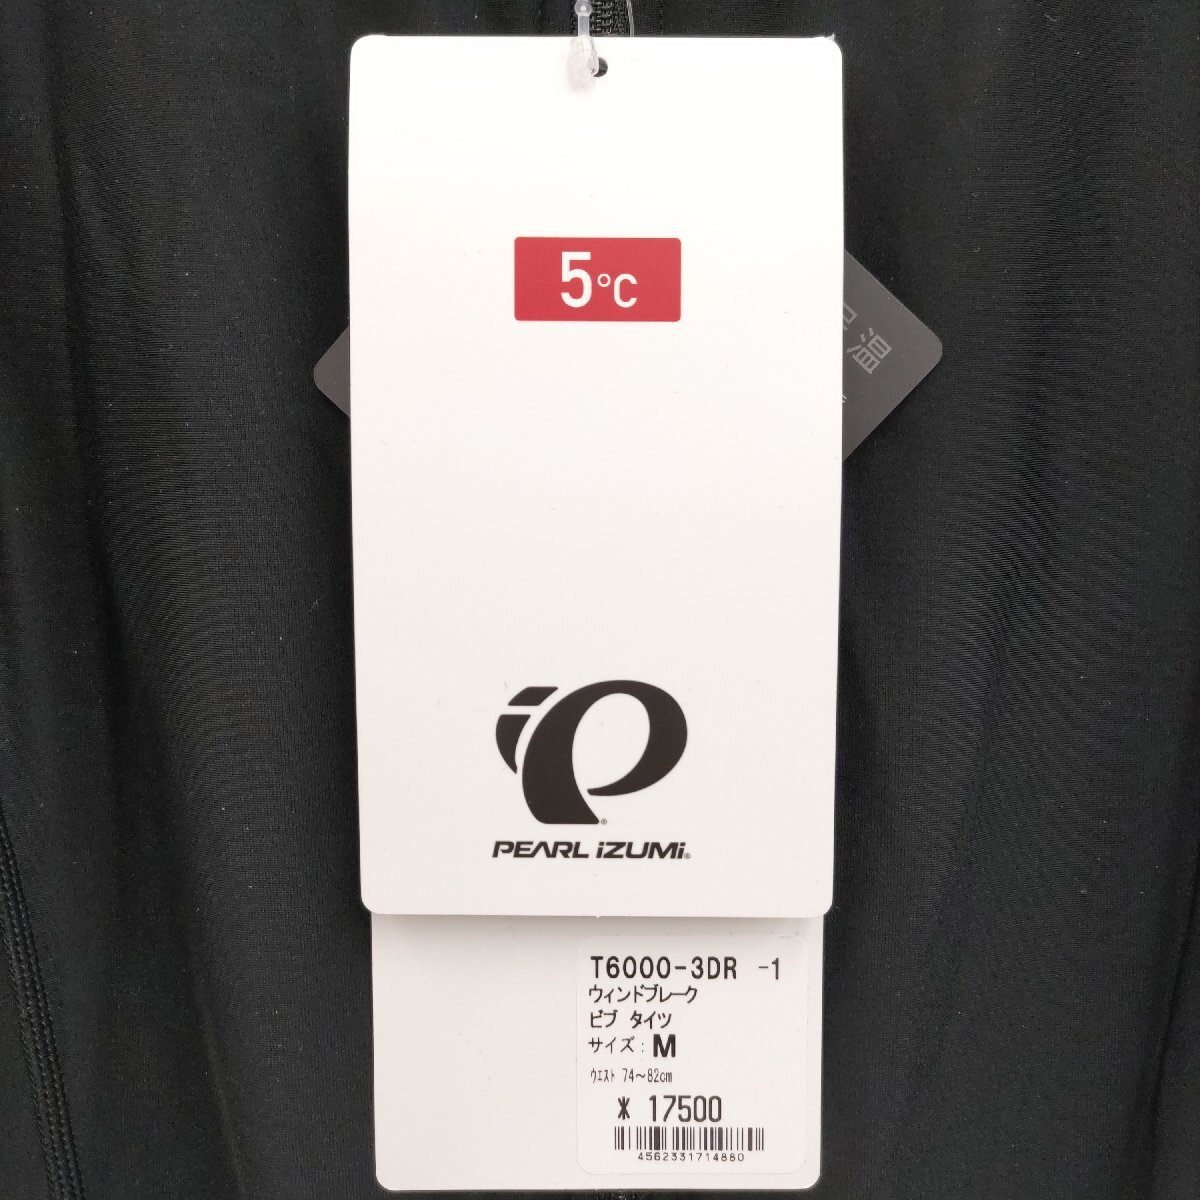 5°C
温
PEARL iZUMi®
T6000-3DR -1
ウィンドブレーク
ビブ タイツ
サイズ: M
ウエスト 74~82cm
¥ 17500
4562331714880